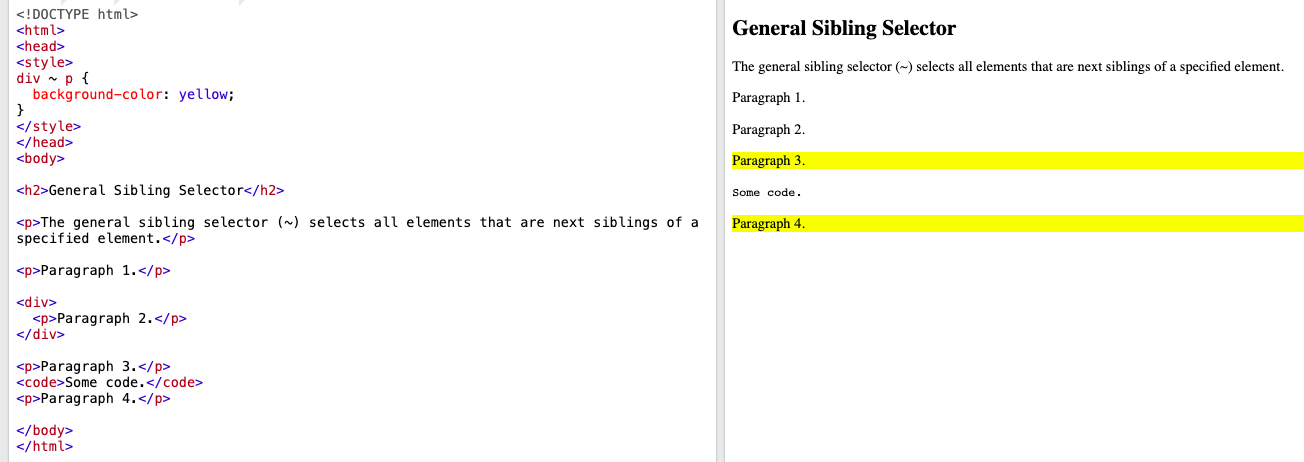 <!DOCTYPE html>
<html>
<head>
<style>
div ~ p {
  background-color: yellow;
}
</style>
</head>
<body>
<h2>General Sibling Selector</h2>
<p>The general sibling selector (~) selects all elements that are next siblings of a
specified element.</p>
<p>Paragraph 1.</p>
<div>
  <p>Paragraph 2.</p>
</div>
<p>Paragraph 3.</p>
<code>Some code.</code>
<p>Paragraph 4.</p>
</body>
</html>
General Sibling Selector
The general sibling selector (~) selects all elements that are next siblings of a specified element.
Paragraph 1.
Paragraph 2.
Paragraph 3.
Some code.
Paragraph 4.